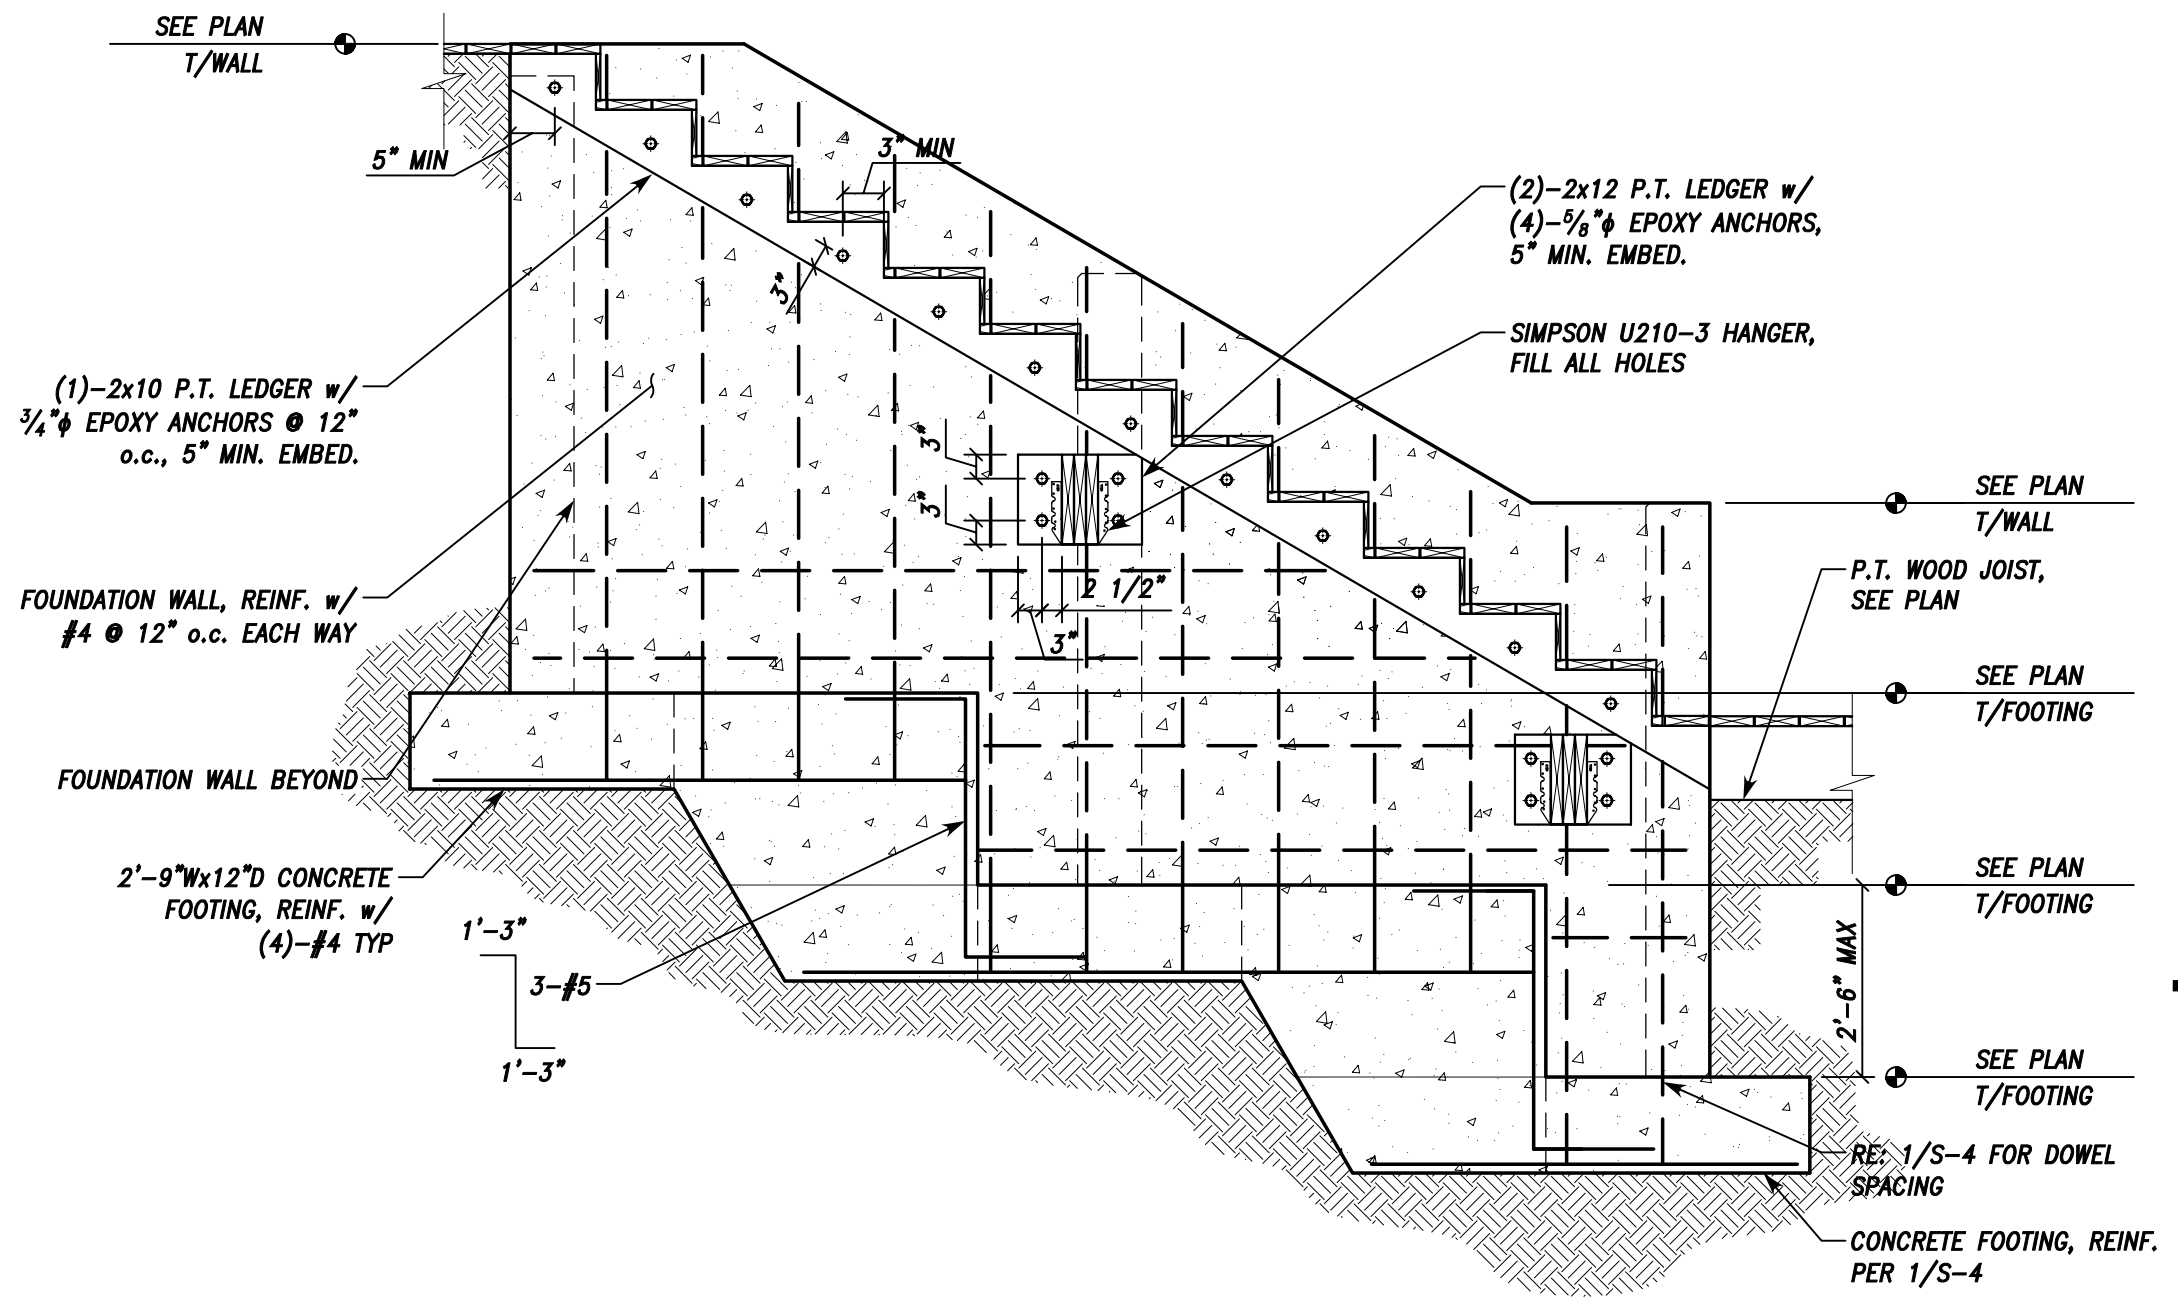 SEE PLAN
T/WALL
5" MIN
3" MIN
3"
(2)-2x12 P.T. LEDGER w/
(4)-5/8"ϕ EPOXY ANCHORS,
5" MIN. EMBED.
SIMPSON U210-3 HANGER,
FILL ALL HOLES
(1)-2x10 P.T. LEDGER w/
3/4"ϕ EPOXY ANCHORS @ 12"
o.c., 5" MIN. EMBED.
3"
3"
2 1/2"
3"
SEE PLAN
T/WALL
P.T. WOOD JOIST,
SEE PLAN
FOUNDATION WALL, REINF. w/
#4 @ 12" o.c. EACH WAY
SEE PLAN
T/FOOTING
FOUNDATION WALL BEYOND
2'-9"Wx12"D CONCRETE
FOOTING, REINF. w/
(4)-#4 TYP
1'-3"
3-#5
1'-3"
SEE PLAN
T/FOOTING
2'-6" MAX
SEE PLAN
T/FOOTING
RE: 1/S-4 FOR DOWEL
SPACING
CONCRETE FOOTING, REINF.
PER 1/S-4